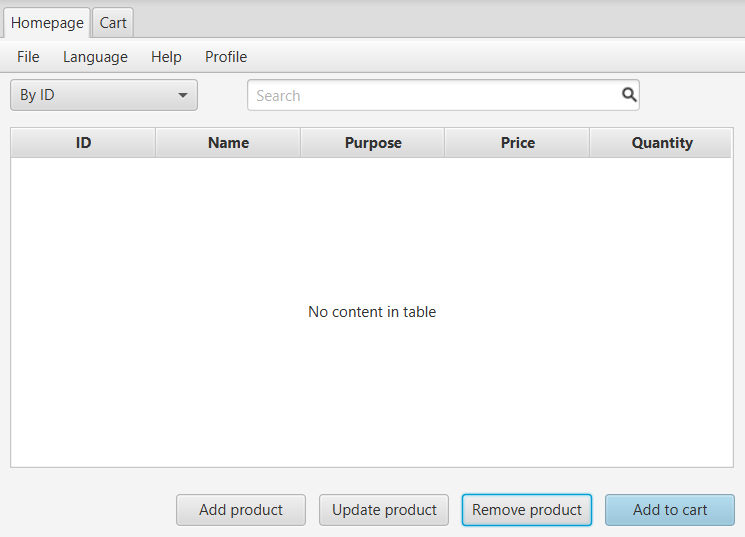 Homepage Cart
File Language Help Profile
By ID Search
ID Name Purpose Price Quantity
No content in table
Add product Update product Remove product Add to cart